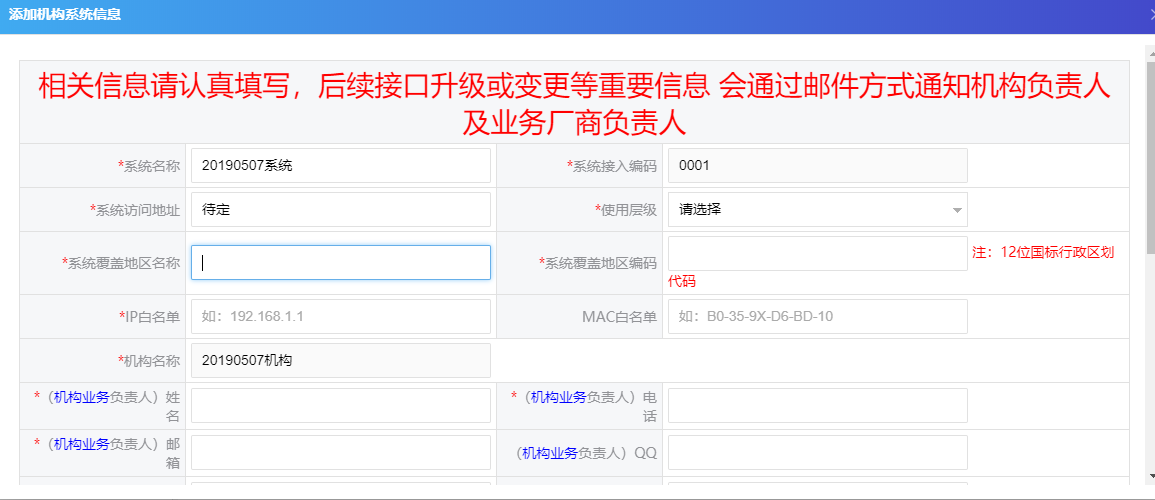 添加机构系统信息
相关信息请认真填写，后续接口升级或变更等重要信息 会通过邮件方式通知机构负责人
及业务厂商负责人
*系统名称 20190507系统 *系统接入编码 0001
*系统访问地址 待定 *使用层级 请选择
*系统覆盖地区名称 *系统覆盖地区编码 注：12位国标行政区划
代码
*IP白名单 如：192.168.1.1 MAC白名单 如：B0-35-9X-D6-BD-10
*机构名称 20190507机构
*（机构业务负责人）姓 *（机构业务负责人）电
名 话
*（机构业务负责人）邮 （机构业务负责人）QQ
箱